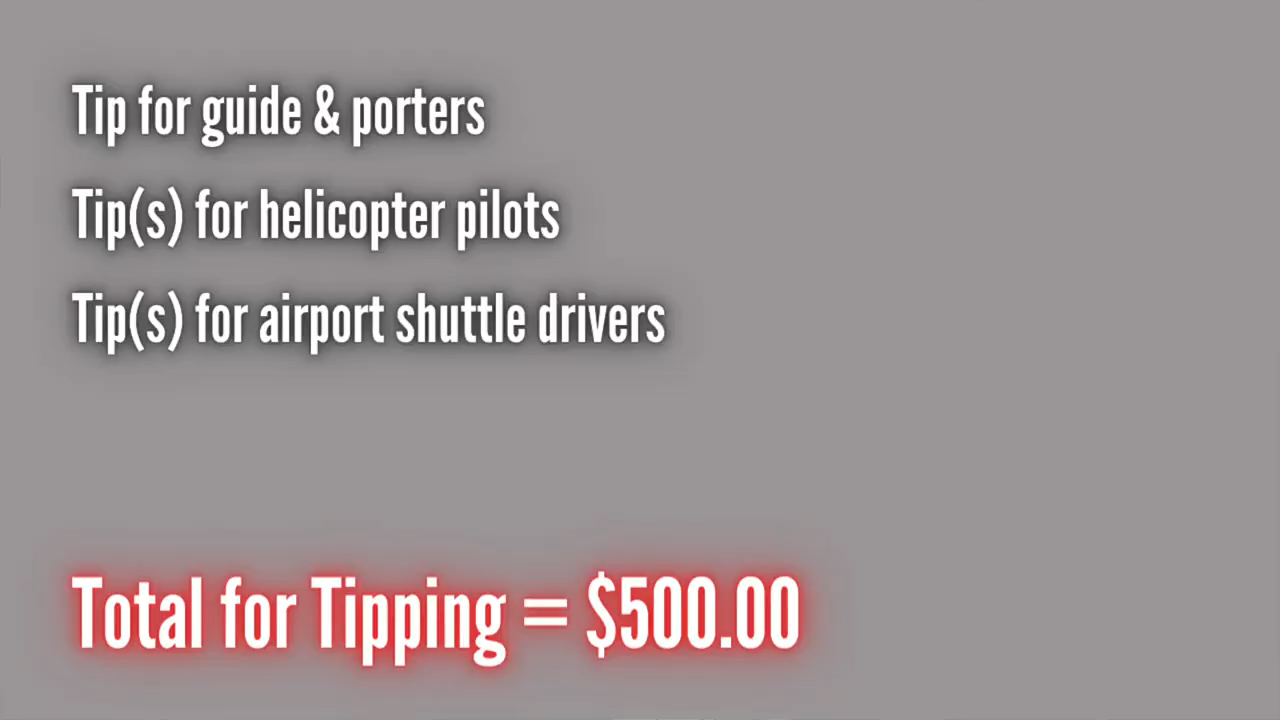 Tip for guide & porters
Tip(s) for helicopter pilots
Tip(s) for airport shuttle drivers
Total for Tipping = $500.00